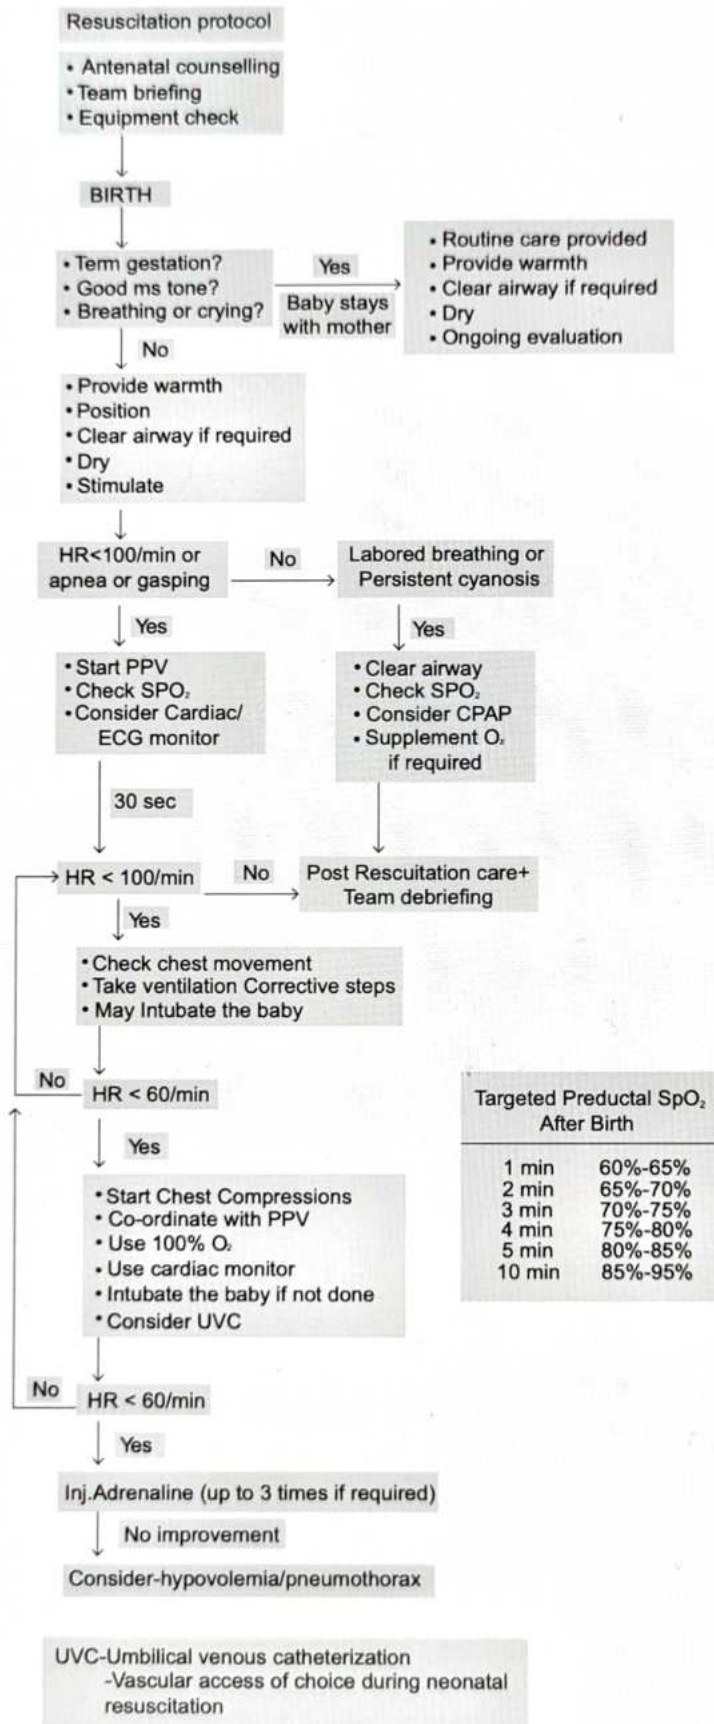 Resuscitation protocol
• Antenatal counselling
• Team briefing
• Equipment check
BIRTH
• Term gestation?
• Good ms tone?
• Breathing or crying?
Yes
Baby stays
with mother
• Routine care provided
• Provide warmth
• Clear airway if required
• Dry
• Ongoing evaluation
No
• Provide warmth
• Position
• Clear airway if required
• Dry
• Stimulate
HR<100/min or
apnea or gasping
No
Labored breathing or
Persistent cyanosis
Yes
• Start PPV
• Check SPO₂
• Consider Cardiac/
ECG monitor
Yes
• Clear airway
• Check SPO₂
• Consider CPAP
• Supplement O₂
if required
30 sec
HR < 100/min
No
Post Rescuitation care+
Team debriefing
Yes
• Check chest movement
• Take ventilation Corrective steps
• May Intubate the baby
No
HR < 60/min
Yes
• Start Chest Compressions
• Co-ordinate with PPV
• Use 100% O₂
• Use cardiac monitor
• Intubate the baby if not done
• Consider UVC
Targeted Preductal SpO₂
After Birth
1 min 60%-65%
2 min 65%-70%
3 min 70%-75%
4 min 75%-80%
5 min 80%-85%
10 min 85%-95%
No
HR < 60/min
Yes
Inj.Adrenaline (up to 3 times if required)
No improvement
Consider-hypovolemia/pneumothorax
UVC-Umbilical venous catheterization
-Vascular access of choice during neonatal
resuscitation